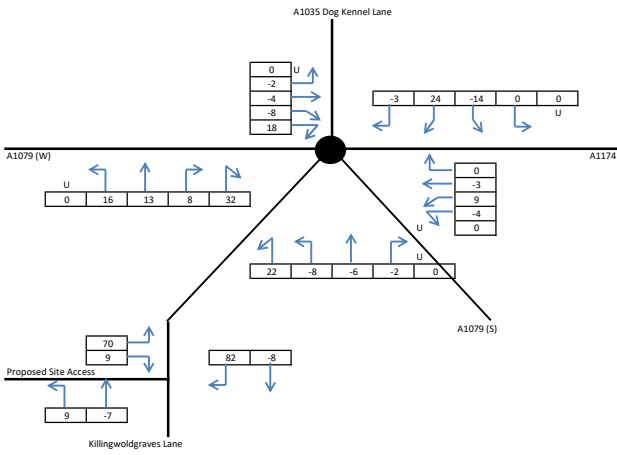 A1035 Dog Kennel Lane
0 U
-2
-4
-8
18
-3 24 -14 0 0
U
A1079 (W)
A1174
U
0 16 13 8 32
0
-3
9
-4
0
U
U
22 -8 -6 -2 0
A1079 (S)
70
9
82 -8
Proposed Site Access
9 -7
Killingwoldgraves Lane